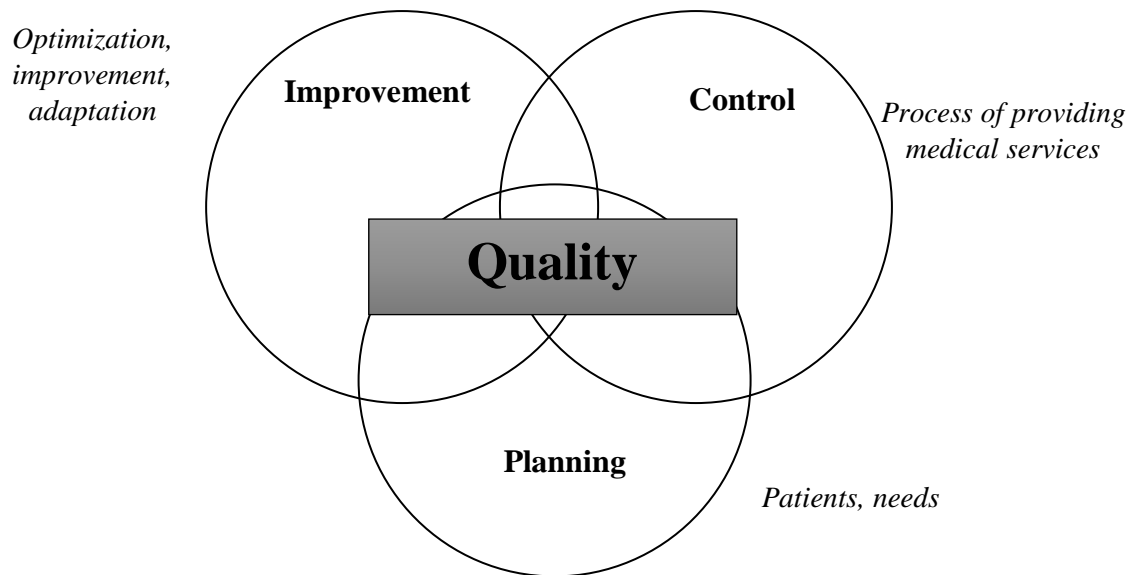 Optimization,
improvement,
adaptation
Improvement
Control
Process of providing
medical services
Quality
Planning
Patients, needs